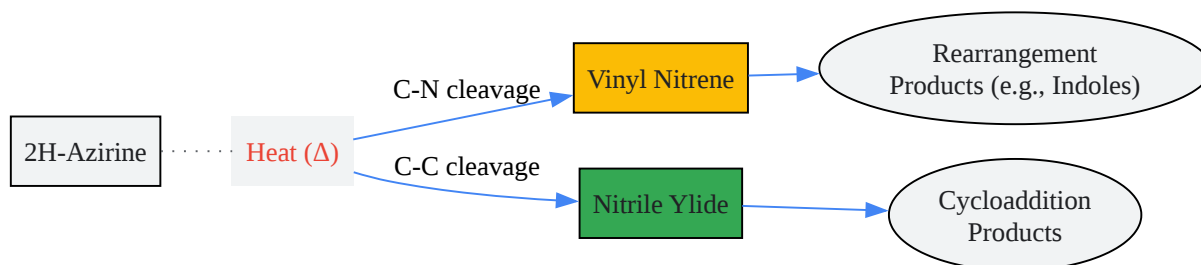 2H-Azirine
Heat (Δ)
C-N cleavage
C-C cleavage
Vinyl Nitrene
Nitrile Ylide
Rearrangement
Products (e.g., Indoles)
Cycloaddition
Products